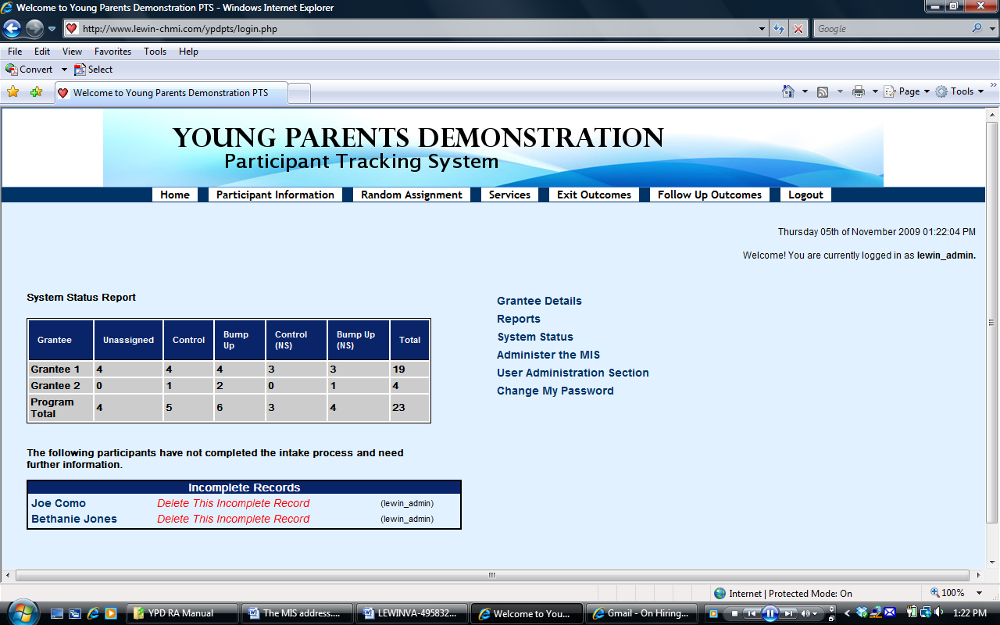 Welcome to Young Parents Demonstration PTS - Windows Internet Explorer
http://www.lewin-chmi.com/ypdpts/login.php
Google
File Edit View Favorites Tools Help
Convert Select
Welcome to Young Parents Demonstration PTS
Page Tools
YOUNG PARENTS DEMONSTRATION
Participant Tracking System
Home Participant Information Random Assignment Services Exit Outcomes Follow Up Outcomes Logout
Thursday 05th of November 2009 01:22:04 PM
Welcome! You are currently logged in as lewin_admin.
System Status Report
Grantee Unassigned Control Bump Up Control (NS) Bump Up (NS) Total
Grantee 1 4 4 4 3 3 19
Grantee 2 0 1 2 0 1 4
Program Total 4 5 6 3 4 23
Grantee Details
Reports
System Status
Administer the MIS
User Administration Section
Change My Password
The following participants have not completed the intake process and need
further information.
Incomplete Records
Joe Como Delete This Incomplete Record (lewin_admin)
Bethanie Jones Delete This Incomplete Record (lewin_admin)
Internet | Protected Mode: On 100%
YPD RA Manual The MIS address.... LEWINVA-495832... Welcome to You... Gmail - On Hiring... 1:22 PM